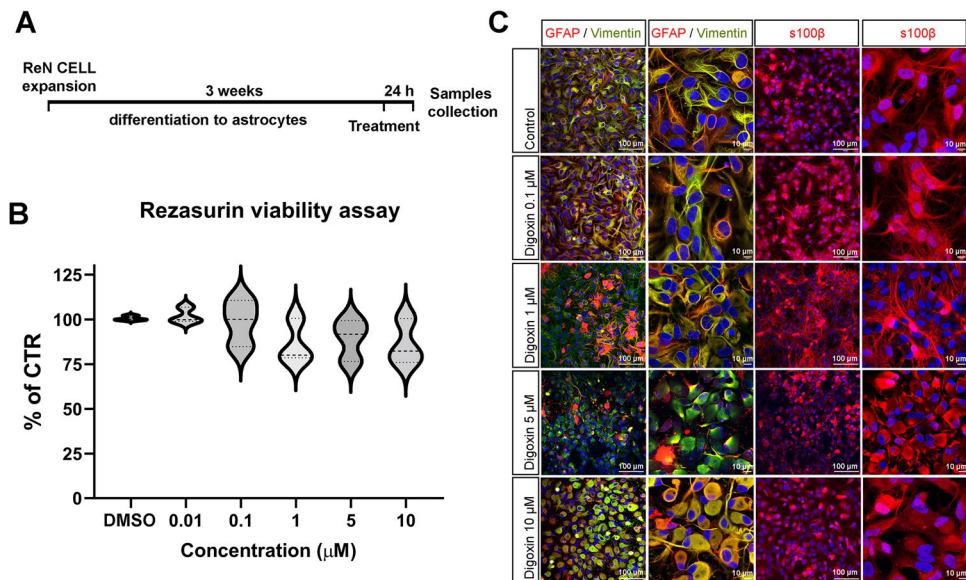 A
ReN CELL
expansion
3 weeks
24 h
Samples
collection
differentiation to astrocytes
Treatment
B
Rezasurin viability assay
% of CTR
125
100
75
50
25
0
DMSO 0.01 0.1 1 5 10
Concentration (μM)
C
GFAP / Vimentin GFAP / Vimentin s100β s100β
Control
100 μm 10 μm 100 μm 10 μm
Digoxin 0.1 μM
100 μm 10 μm 100 μm 10 μm
Digoxin 1 μM
100 μm 10 μm 100 μm 10 μm
Digoxin 5 μM
100 μm 10 μm 100 μm 10 μm
Digoxin 10 μM
100 μm 10 μm 100 μm 10 μm